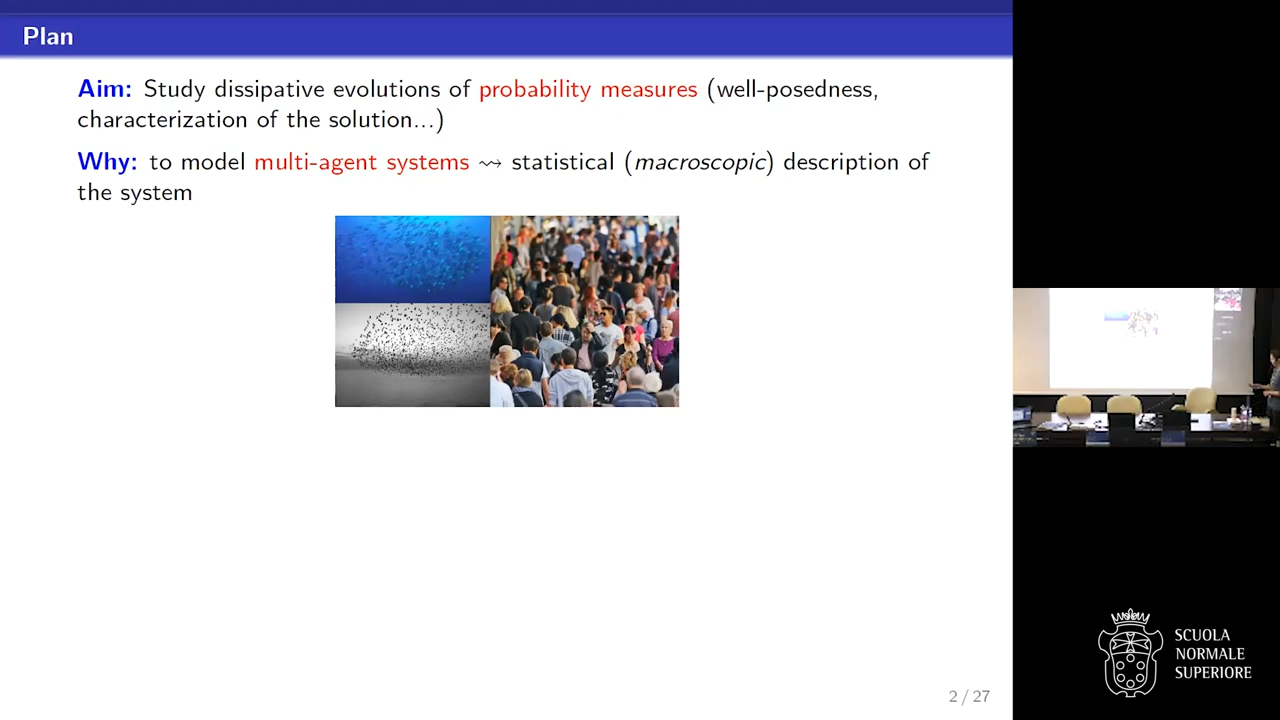 Plan
Aim: Study dissipative evolutions of probability measures (well-posedness,
characterization of the solution...)
Why: to model multi-agent systems ⇝ statistical (macroscopic) description of
the system
2 / 27
SCUOLA
NORMALE
SUPERIORE